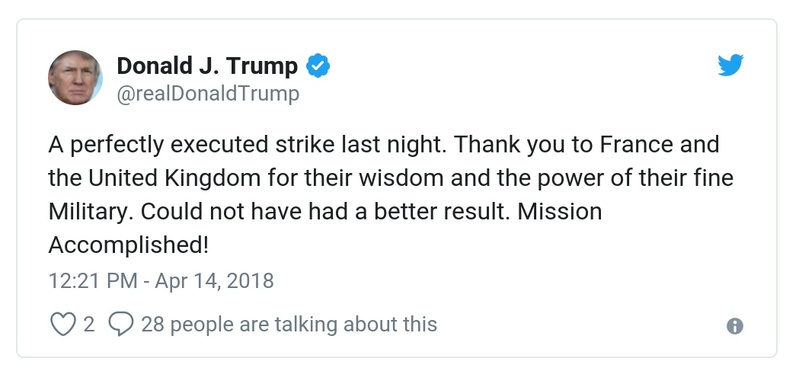 Donald J. Trump
@realDonaldTrump
A perfectly executed strike last night. Thank you to France and
the United Kingdom for their wisdom and the power of their fine
Military. Could not have had a better result. Mission
Accomplished!
12:21 PM - Apr 14, 2018
2 28 people are talking about this